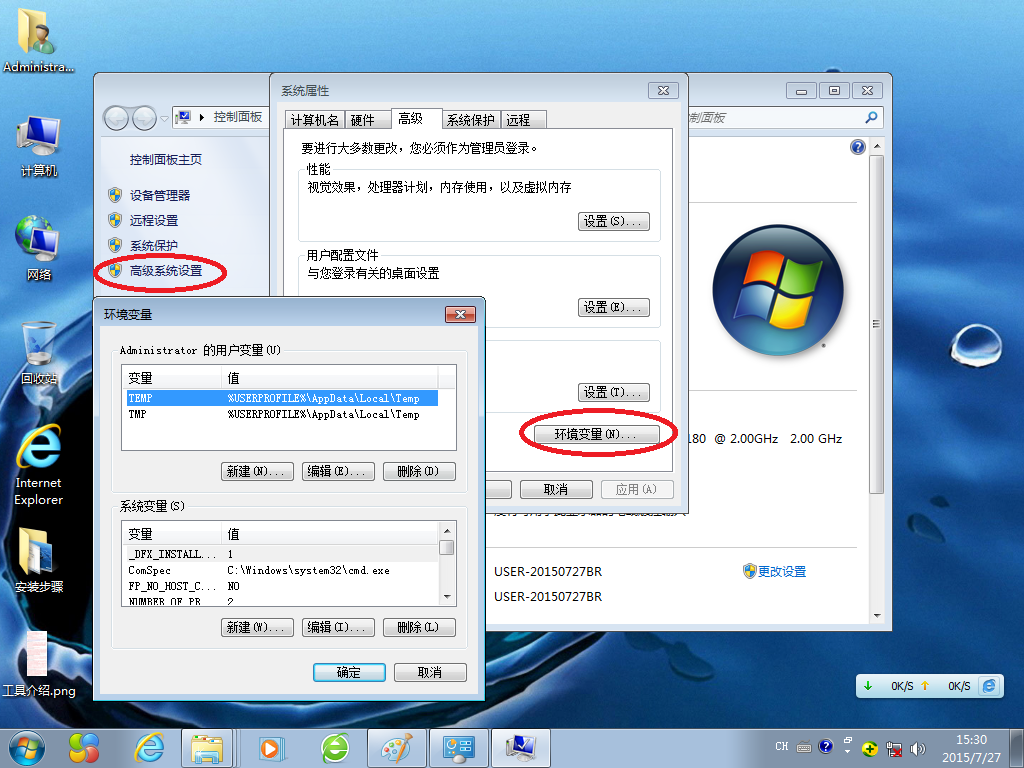 Administra...
计算机
网络
回收站
Internet
Explorer
安装步骤
工具介绍.png
控制面板
控制面板主页
设备管理器
远程设置
系统保护
高级系统设置
系统属性
计算机名
硬件
高级
系统保护
远程
要进行大多数更改，您必须作为管理员登录。
性能
视觉效果，处理器计划，内存使用，以及虚拟内存
设置(S)...
用户配置文件
与您登录有关的桌面设置
设置(E)...
设置(T)...
环境变量(N)...
取消
应用(A)
控制面板
180 @ 2.00GHz 2.00 GHz
USER-20150727BR
更改设置
USER-20150727BR
环境变量
Administrator 的用户变量(U)
变量 值
TEMP %USERPROFILE%\AppData\Local\Temp
TMP %USERPROFILE%\AppData\Local\Temp
新建(N)...
编辑(E)...
删除(D)
系统变量(S)
变量 值
_DFX_INSTALL... 1
ComSpec C:\Windows\system32\cmd.exe
FP_NO_HOST_C... NO
NUMBER_OF_PR 2
新建(W)...
编辑(I)...
删除(L)
确定
取消
0K/S
0K/S
CH
15:30
2015/7/27